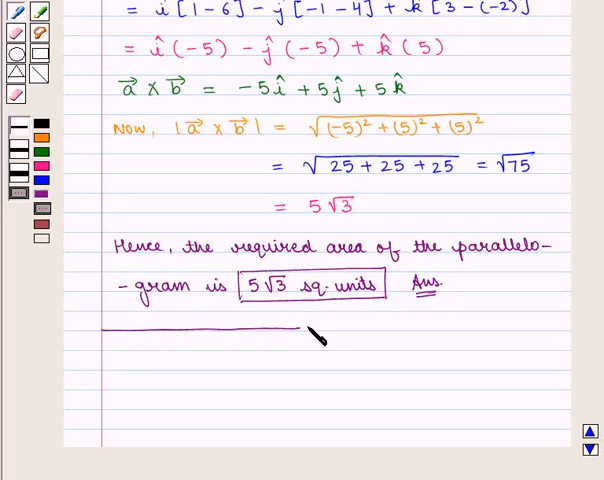 = î [1 – 6] – ĵ [–1 – 4] + k̂ [3 – (–2)]
= î (–5) – ĵ (–5) + k̂ (5)
a⃗ × b⃗ = –5î + 5ĵ + 5k̂
Now, |a⃗ × b⃗| = √(-5)² + (5)² + (5)²
= √25 + 25 + 25 = √75
= 5√3
Hence, the required area of the parallelo-
-gram is 5√3 sq. units Ans.